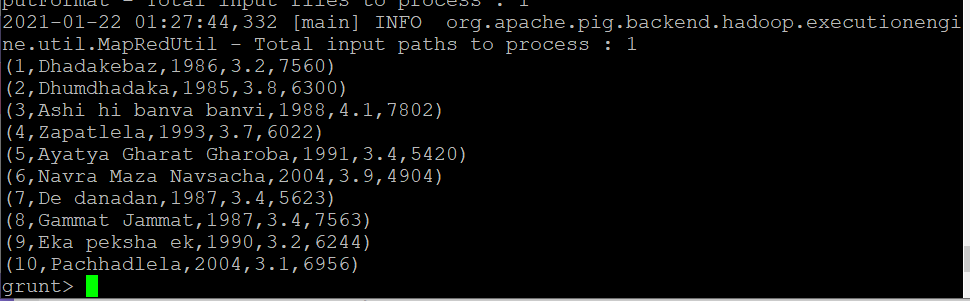 putFormat - Total input files to process : 1
2021-01-22 01:27:44,332 [main] INFO  org.apache.pig.backend.hadoop.executionengi
ne.util.MapRedUtil - Total input paths to process : 1
(1,Dhadakebaz,1986,3.2,7560)
(2,Dhumdhadaka,1985,3.8,6300)
(3,Ashi hi banva banvi,1988,4.1,7802)
(4,Zapatlela,1993,3.7,6022)
(5,Ayatya Gharat Gharoba,1991,3.4,5420)
(6,Navra Maza Navsacha,2004,3.9,4904)
(7,De danadan,1987,3.4,5623)
(8,Gammat Jammat,1987,3.4,7563)
(9,Eka peksha ek,1990,3.2,6244)
(10,Pachhadlela,2004,3.1,6956)
grunt>